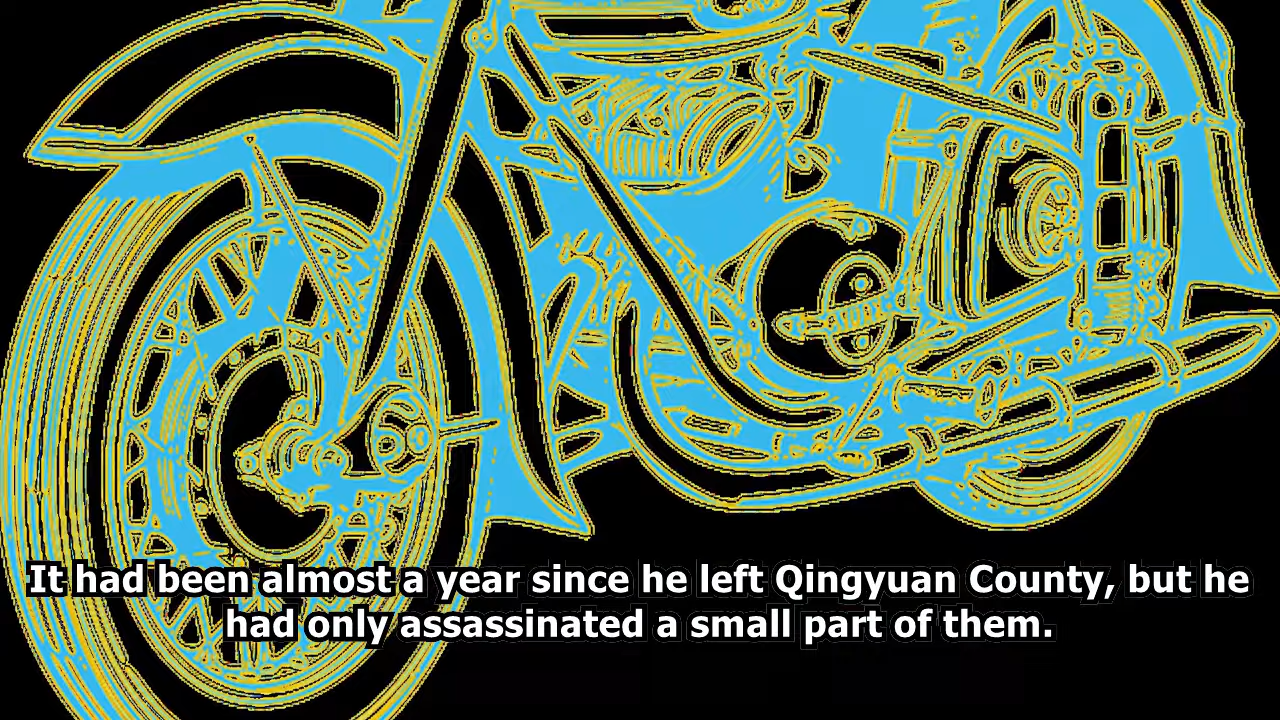 It had been almost a year since he left Qingyuan County, but he
had only assassinated a small part of them.